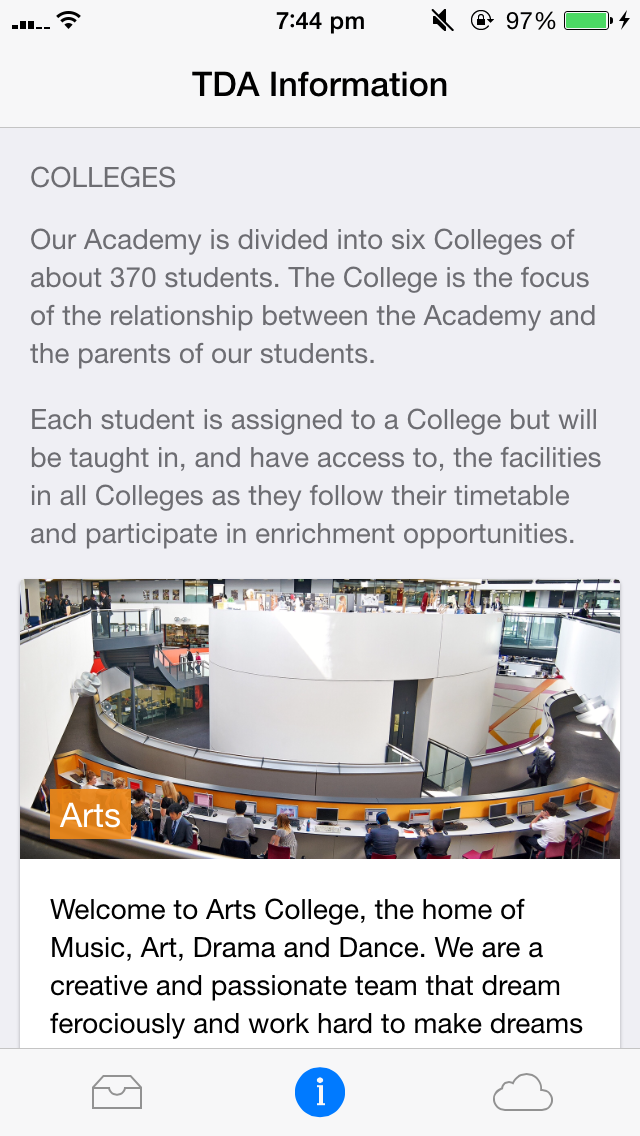 7:44 pm 97%
TDA Information
COLLEGES
Our Academy is divided into six Colleges of
about 370 students. The College is the focus
of the relationship between the Academy and
the parents of our students.
Each student is assigned to a College but will
be taught in, and have access to, the facilities
in all Colleges as they follow their timetable
and participate in enrichment opportunities.
Arts
Welcome to Arts College, the home of
Music, Art, Drama and Dance. We are a
creative and passionate team that dream
ferociously and work hard to make dreams